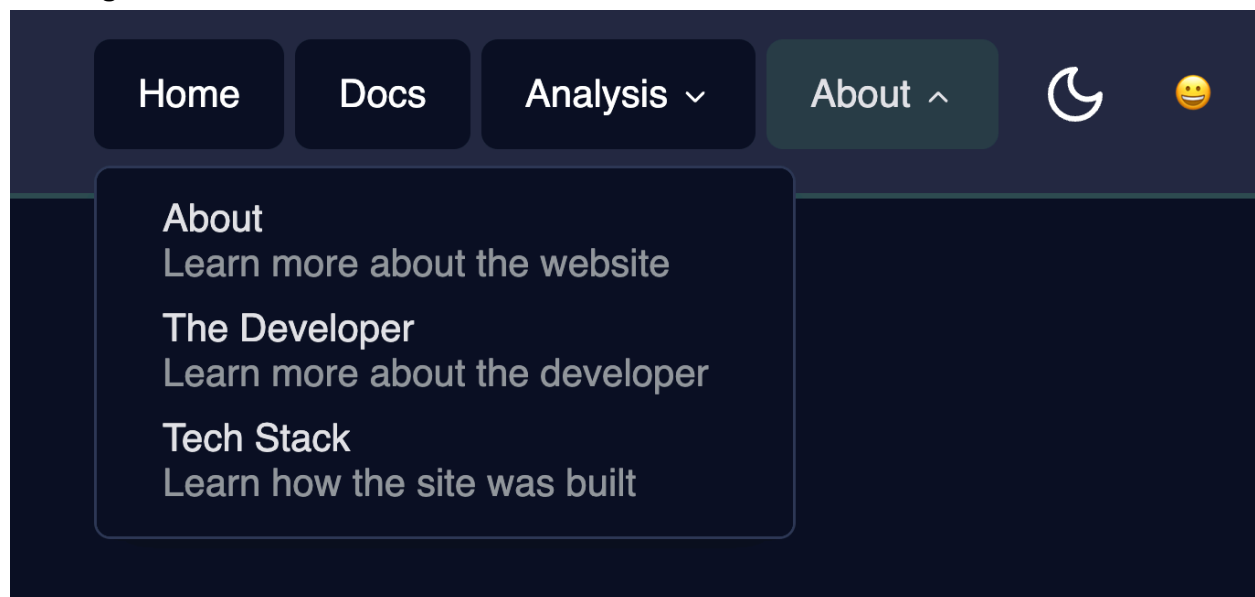 Home
Docs
Analysis
About
About
Learn more about the website
The Developer
Learn more about the developer
Tech Stack
Learn how the site was built